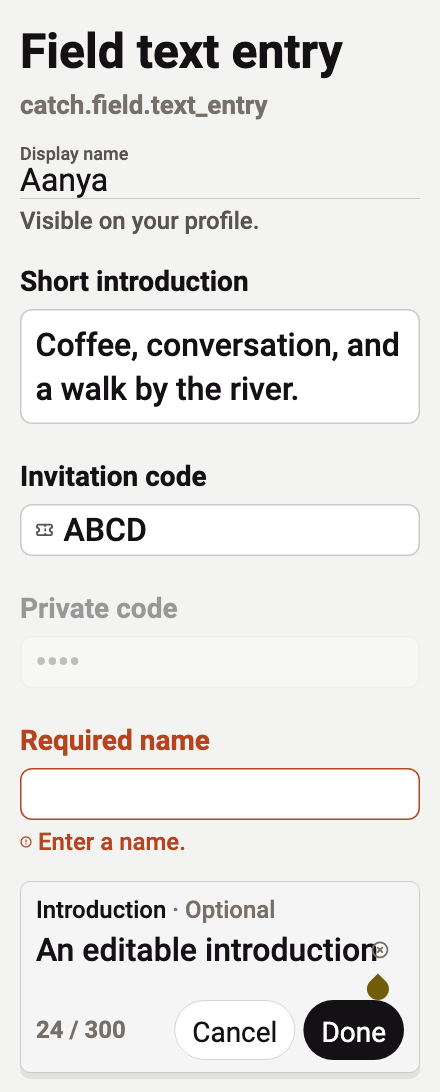 Field text entry
catch.field.text_entry
Display name
Aanya
Visible on your profile.
Short introduction
Coffee, conversation, and
a walk by the river.
Invitation code
ABCD
Private code
••••
Required name
Enter a name.
Introduction · Optional
An editable introduction
24 / 300
Cancel
Done